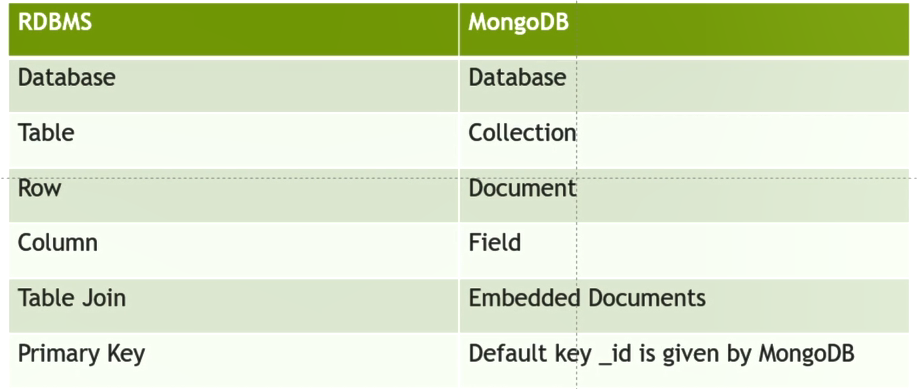 RDBMS MongoDB
Database Database
Table Collection
Row Document
Column Field
Table Join Embedded Documents
Primary Key Default key _id is given by MongoDB